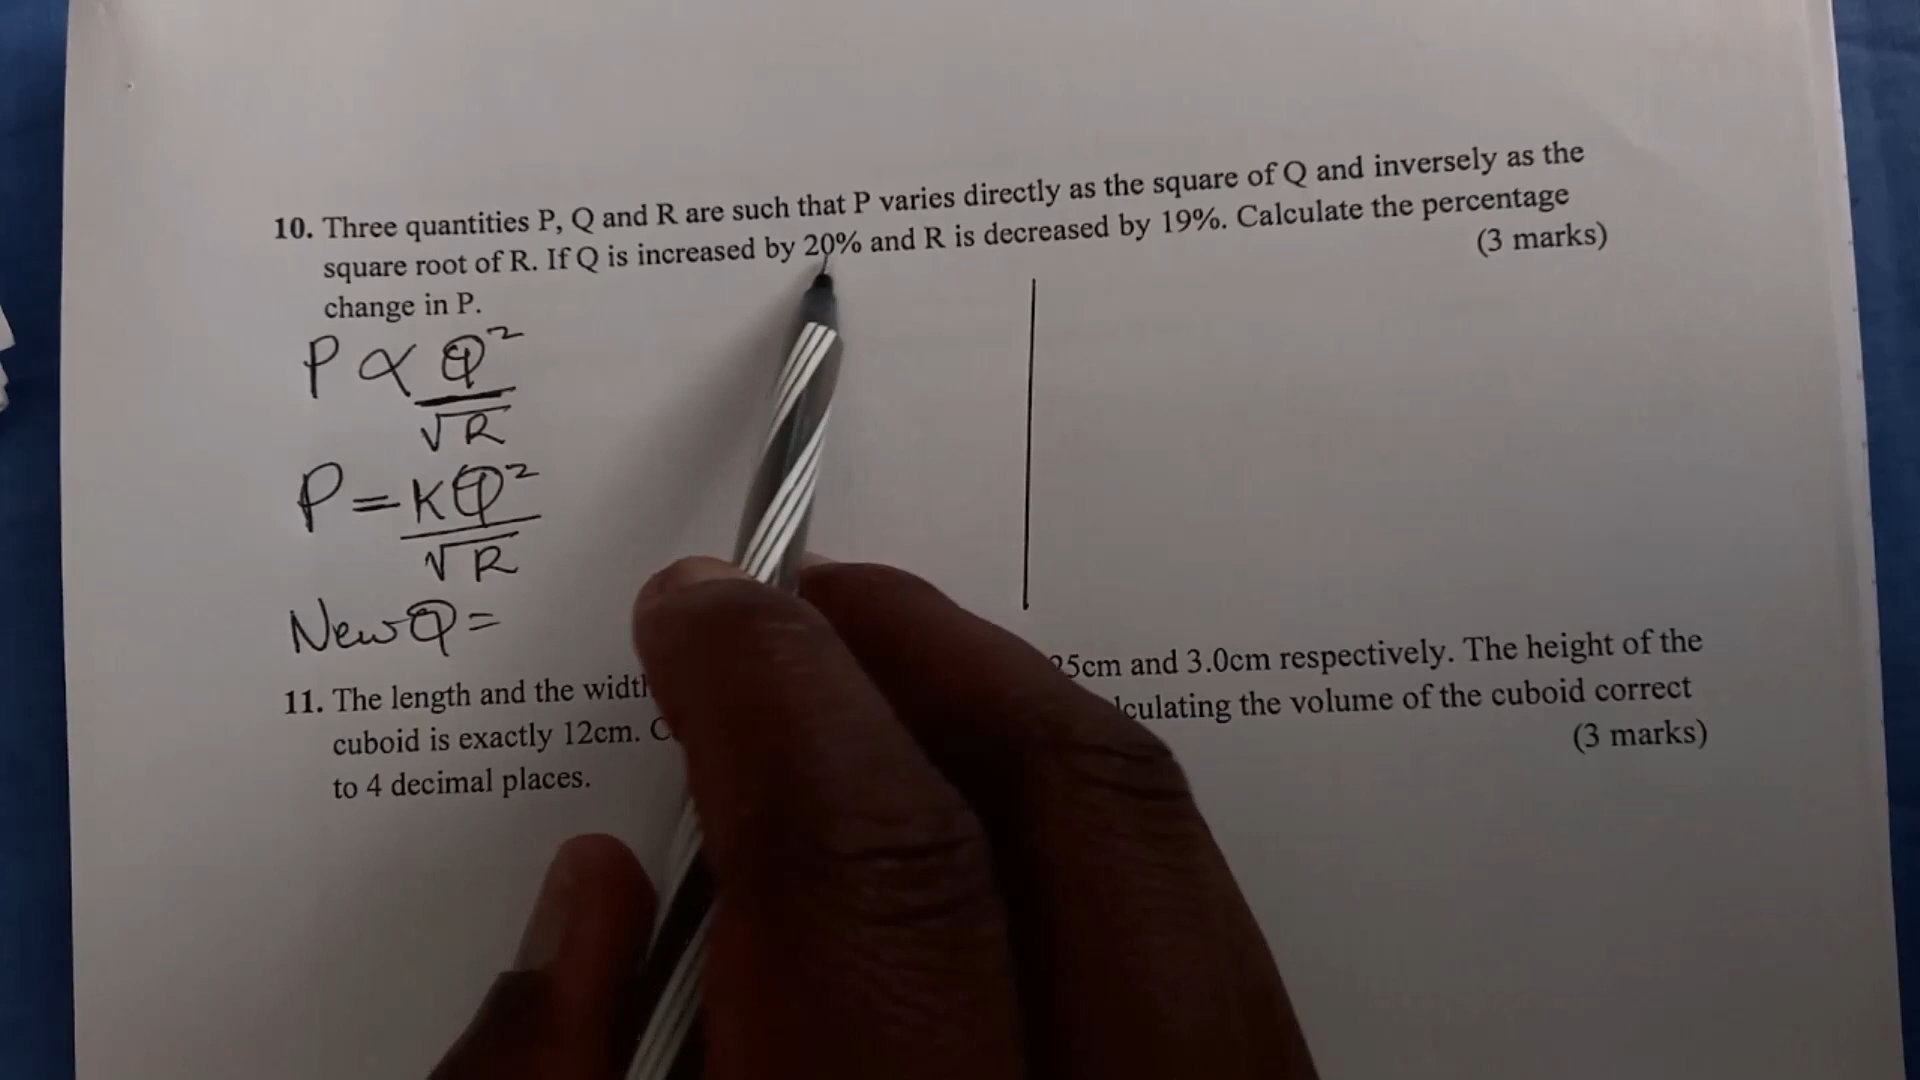 10. Three quantities P, Q and R are such that P varies directly as the square of Q and inversely as the
square root of R. If Q is increased by 20% and R is decreased by 19%. Calculate the percentage
change in P.
(3 marks)
P ∝ Q²
√R
P = KQ²
√R
New Q =
11. The length and the
25cm and 3.0cm respectively. The height of the
cuboid is exactly 12cm.
the volume of the cuboid correct
to 4 decimal places.
(3 marks)